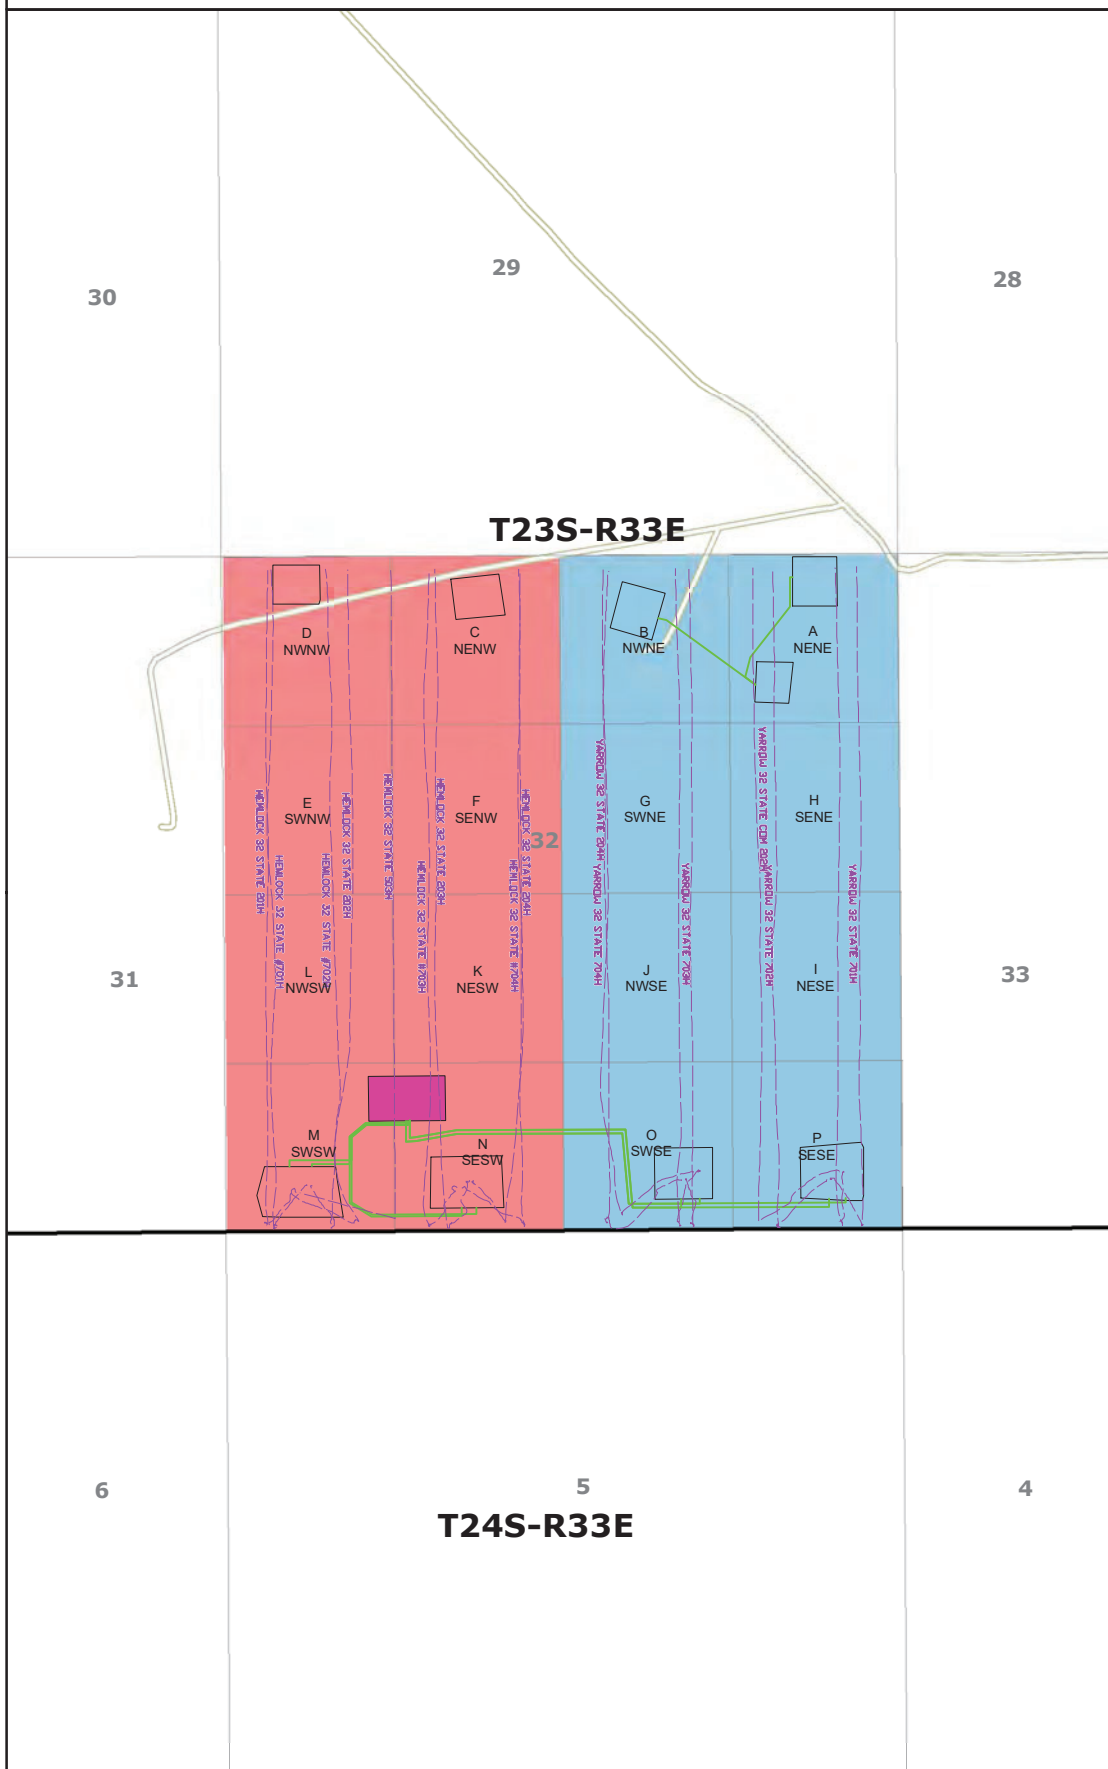 29
28
30
T23S-R33E
D
NWNW
C
NENW
B
NWNE
A
NENE
E
SWNW
F
SENW
G
SWNE
H
SENE
32
HEMLOCK 32 STATE 201H
HEMLOCK 32 STATE #701H
HEMLOCK 32 STATE #702H
HEMLOCK 32 STATE 202H
HEMLOCK 32 STATE 503H
HEMLOCK 32 STATE #703H
HEMLOCK 32 STATE 203H
HEMLOCK 32 STATE #704H
HEMLOCK 32 STATE 204H
YARROW 32 STATE 204H
YARROW 32 STATE 704H
YARROW 32 STATE 703H
YARROW 32 STATE COM 202H
YARROW 32 STATE 702H
YARROW 32 STATE 701H
31
L
NWSW
K
NESW
J
NWSE
I
NESE
33
M
SWSW
N
SESW
O
SWSE
P
SESE
6
5
4
T24S-R33E